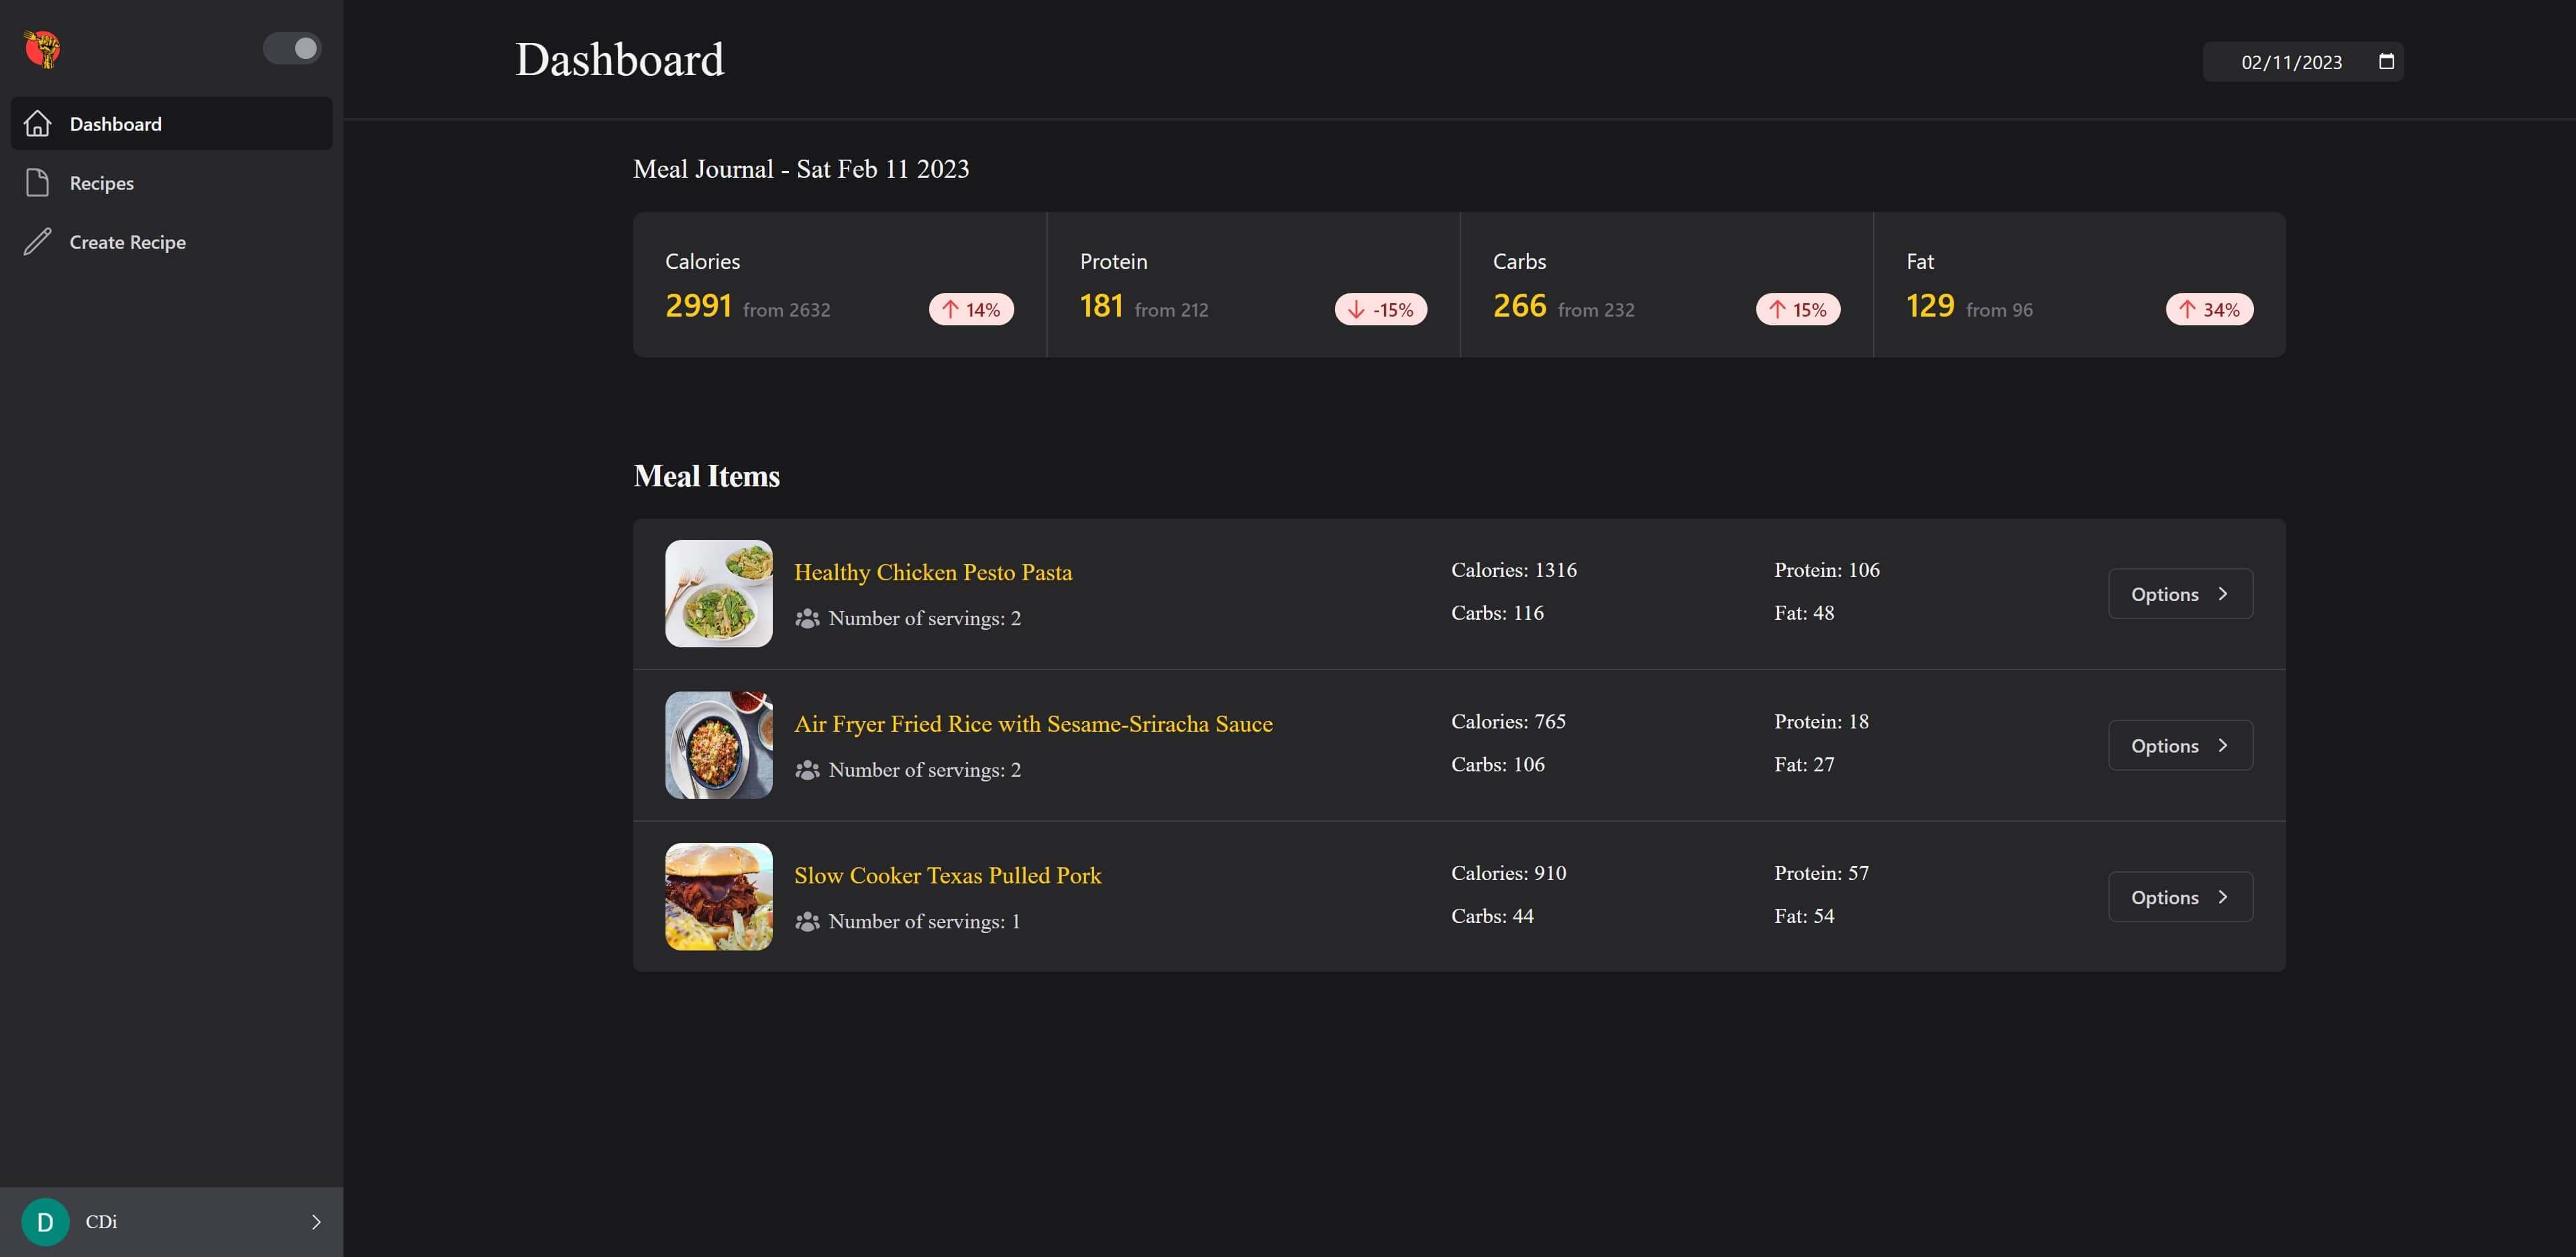 Dashboard
02/11/2023
Dashboard
Recipes
Create Recipe
Meal Journal - Sat Feb 11 2023
Calories
2991 from 2632
14%
Protein
181 from 212
-15%
Carbs
266 from 232
15%
Fat
129 from 96
34%
Meal Items
Healthy Chicken Pesto Pasta
Number of servings: 2
Calories: 1316
Protein: 106
Carbs: 116
Fat: 48
Options
Air Fryer Fried Rice with Sesame-Sriracha Sauce
Number of servings: 2
Calories: 765
Protein: 18
Carbs: 106
Fat: 27
Options
Slow Cooker Texas Pulled Pork
Number of servings: 1
Calories: 910
Protein: 57
Carbs: 44
Fat: 54
Options
D
CDi